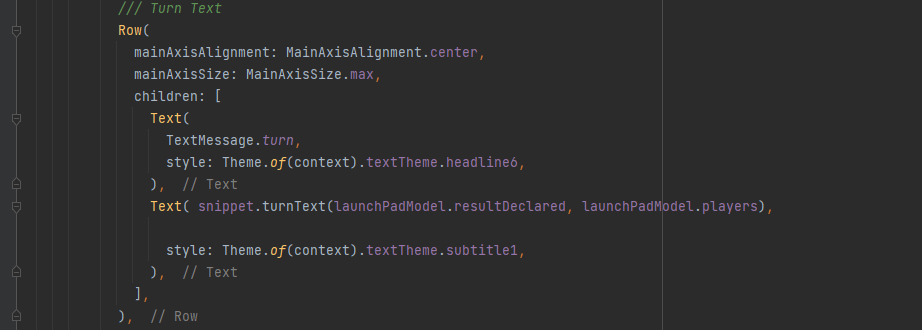 /// Turn Text
Row(
mainAxisAlignment: MainAxisAlignment.center,
mainAxisSize: MainAxisSize.max,
children: [
Text(
TextMessage.turn,
style: Theme.of(context).textTheme.headline6,
), // Text
Text( snippet.turnText(launchPadModel.resultDeclared, launchPadModel.players),
style: Theme.of(context).textTheme.subtitle1,
), // Text
],
), // Row